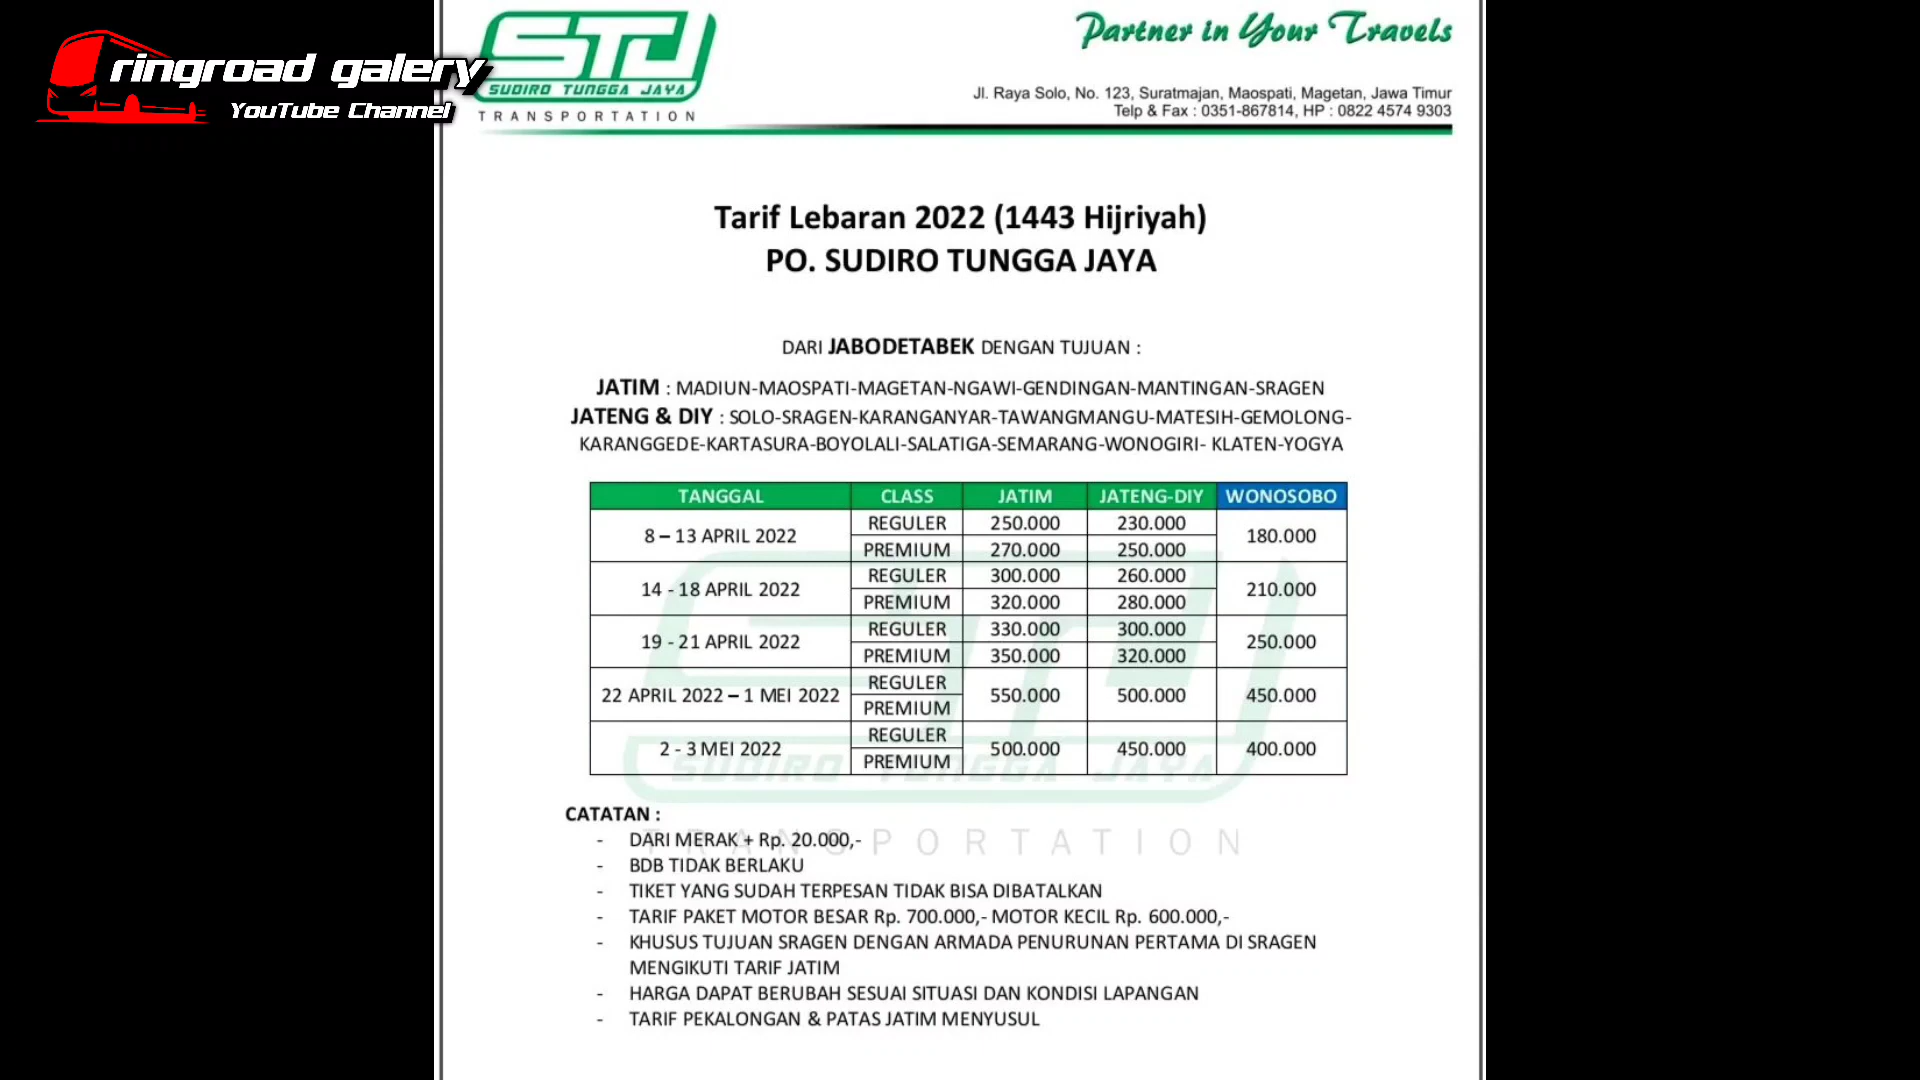 ringroad galery
YouTube Channel
STJ
SUDIRO TUNGGA JAYA
TRANSPORTATION
Partner in Your Travels
Jl. Raya Solo, No. 123, Suratmajan, Maospati, Magetan, Jawa Timur
Telp & Fax : 0351-867814, HP : 0822 4574 9303
Tarif Lebaran 2022 (1443 Hijriyah)
PO. SUDIRO TUNGGA JAYA
DARI JABODETABEK DENGAN TUJUAN :
JATIM : MADIUN-MAOSPATI-MAGETAN-NGAWI-GENDINGAN-MANTINGAN-SRAGEN
JATENG & DIY : SOLO-SRAGEN-KARANGANYAR-TAWANGMANGU-MATESIH-GEMOLONG-
KARANGGEDE-KARTASURA-BOYOLALI-SALATIGA-SEMARANG-WONOGIRI- KLATEN-YOGYA
TANGGAL CLASS JATIM JATENG-DIY WONOSOBO
8 – 13 APRIL 2022 REGULER 250.000 230.000 180.000
PREMIUM 270.000 250.000
14 - 18 APRIL 2022 REGULER 300.000 260.000 210.000
PREMIUM 320.000 280.000
19 - 21 APRIL 2022 REGULER 330.000 300.000 250.000
PREMIUM 350.000 320.000
22 APRIL 2022 – 1 MEI 2022 REGULER 550.000 500.000 450.000
PREMIUM
2 - 3 MEI 2022 REGULER 500.000 450.000 400.000
PREMIUM
STJ
SUDIRO TUNGGA JAYA
TRANSPORTATION
CATATAN :
- DARI MERAK + Rp. 20.000,-
- BDB TIDAK BERLAKU
- TIKET YANG SUDAH TERPESAN TIDAK BISA DIBATALKAN
- TARIF PAKET MOTOR BESAR Rp. 700.000,- MOTOR KECIL Rp. 600.000,-
- KHUSUS TUJUAN SRAGEN DENGAN ARMADA PENURUNAN PERTAMA DI SRAGEN
MENGIKUTI TARIF JATIM
- HARGA DAPAT BERUBAH SESUAI SITUASI DAN KONDISI LAPANGAN
- TARIF PEKALONGAN & PATAS JATIM MENYUSUL